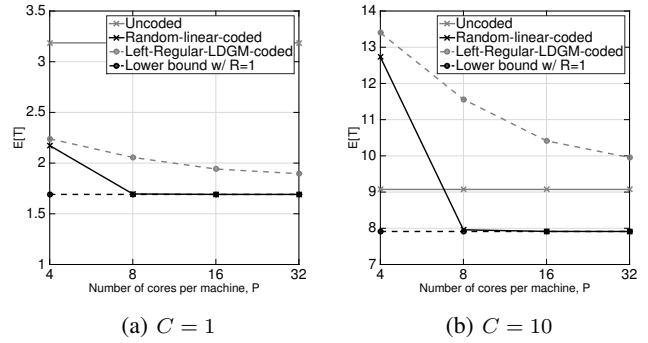 3.5
3
2.5
2
1.5
1
E[T]
Uncoded
Random-linear-coded
Left-Regular-LDGM-coded
Lower bound w/ R=1
4 8 16 32
Number of cores per machine, P
(a) C = 1
14
13
12
11
10
9
8
7
E[T]
Uncoded
Random-linear-coded
Left-Regular-LDGM-coded
Lower bound w/ R=1
4 8 16 32
Number of cores per machine, P
(b) C = 10